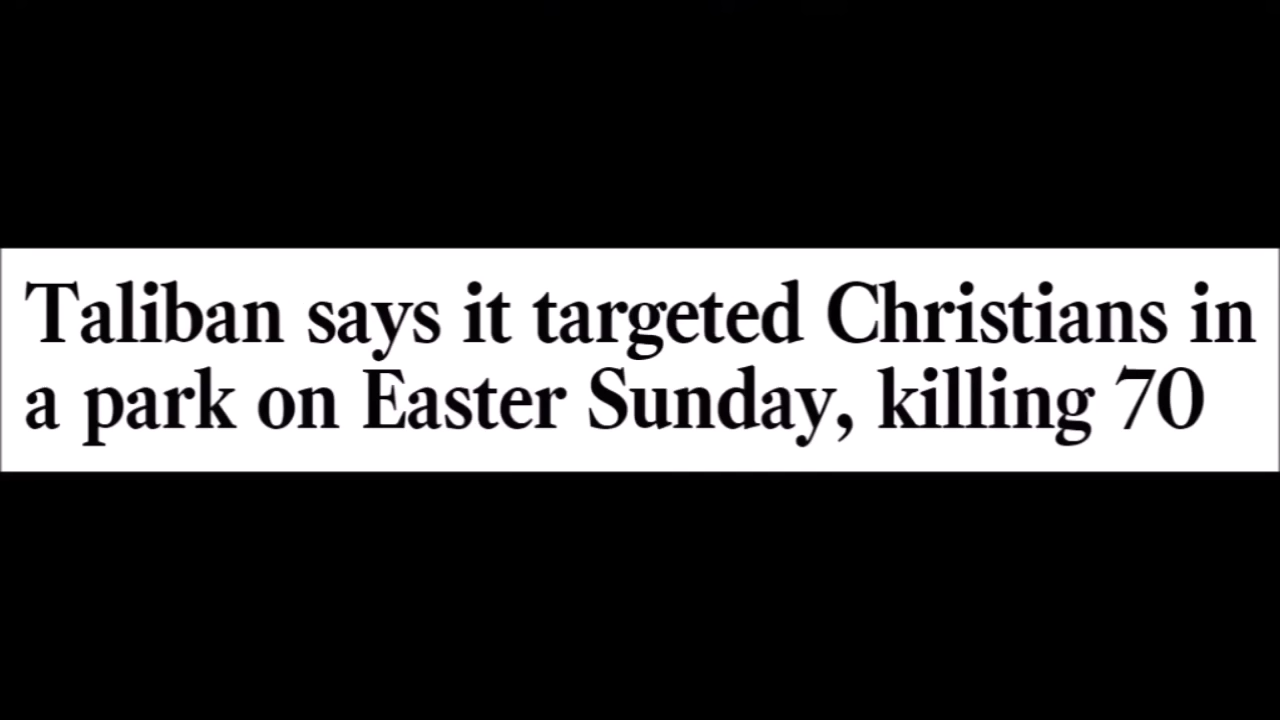 Taliban says it targeted Christians in
a park on Easter Sunday, killing 70